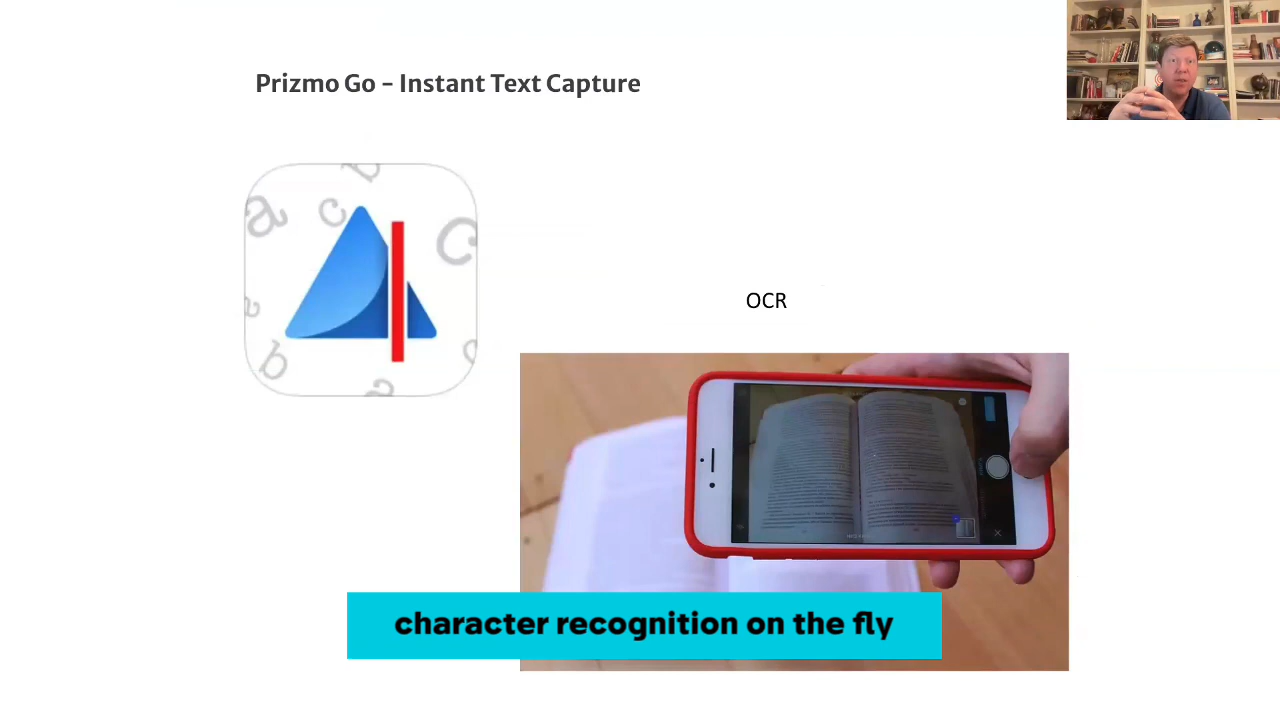 Prizmo Go – Instant Text Capture
a
b
c
C
a
b
a
c
OCR
character recognition on the fly